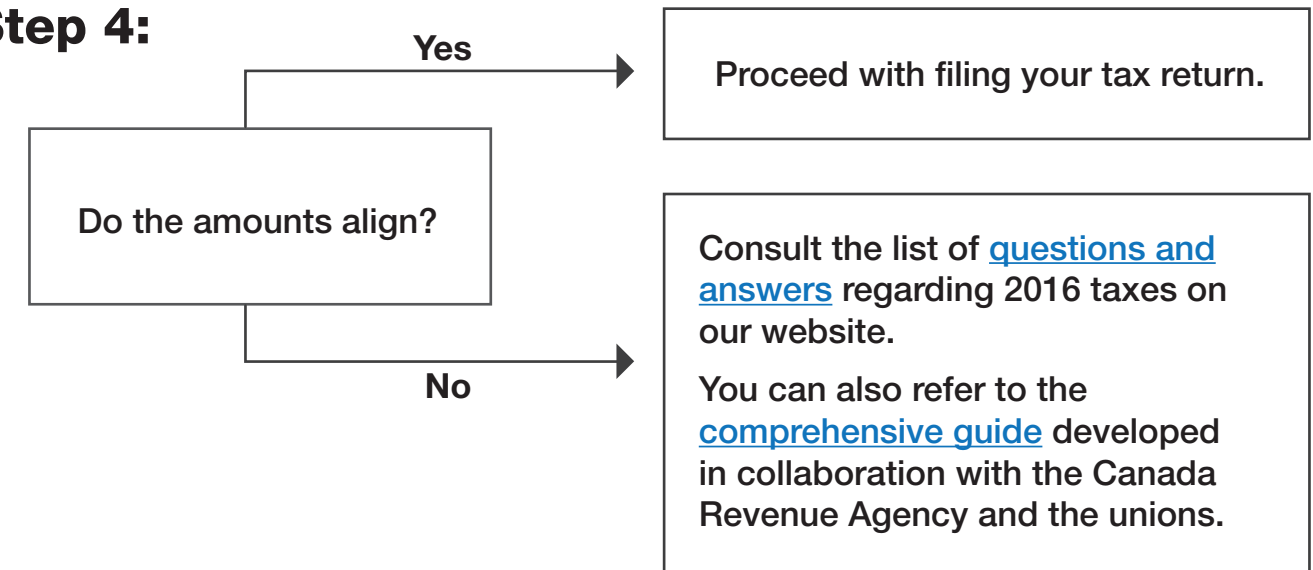 Step 4:
Yes
Proceed with filing your tax return.
Do the amounts align?
No
Consult the list of questions and
answers regarding 2016 taxes on
our website.
You can also refer to the
comprehensive guide developed
in collaboration with the Canada
Revenue Agency and the unions.